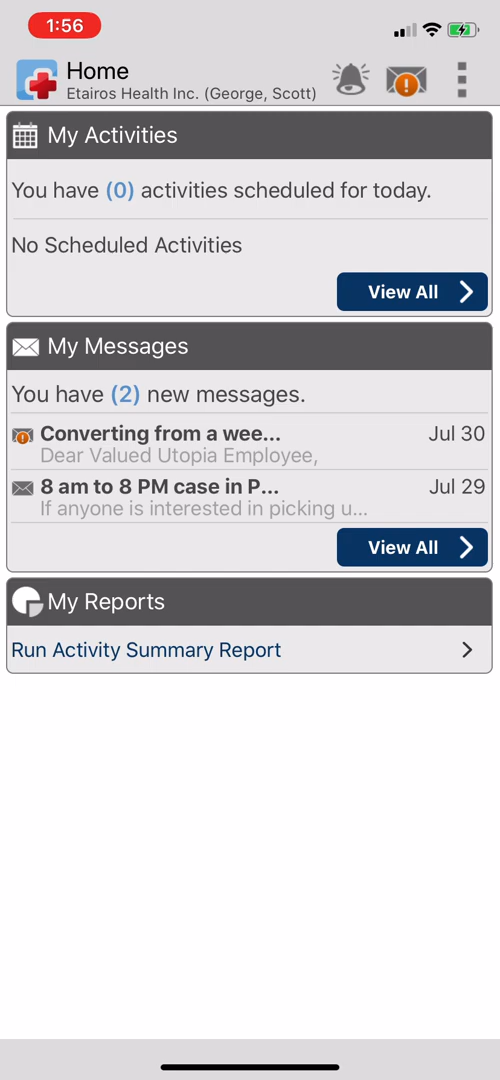 1:56
Home
Etairos Health Inc. (George, Scott)
My Activities
You have (0) activities scheduled for today.
No Scheduled Activities
View All
My Messages
You have (2) new messages.
Converting from a wee... Jul 30
Dear Valued Utopia Employee,
8 am to 8 PM case in P... Jul 29
If anyone is interested in picking u...
View All
My Reports
Run Activity Summary Report